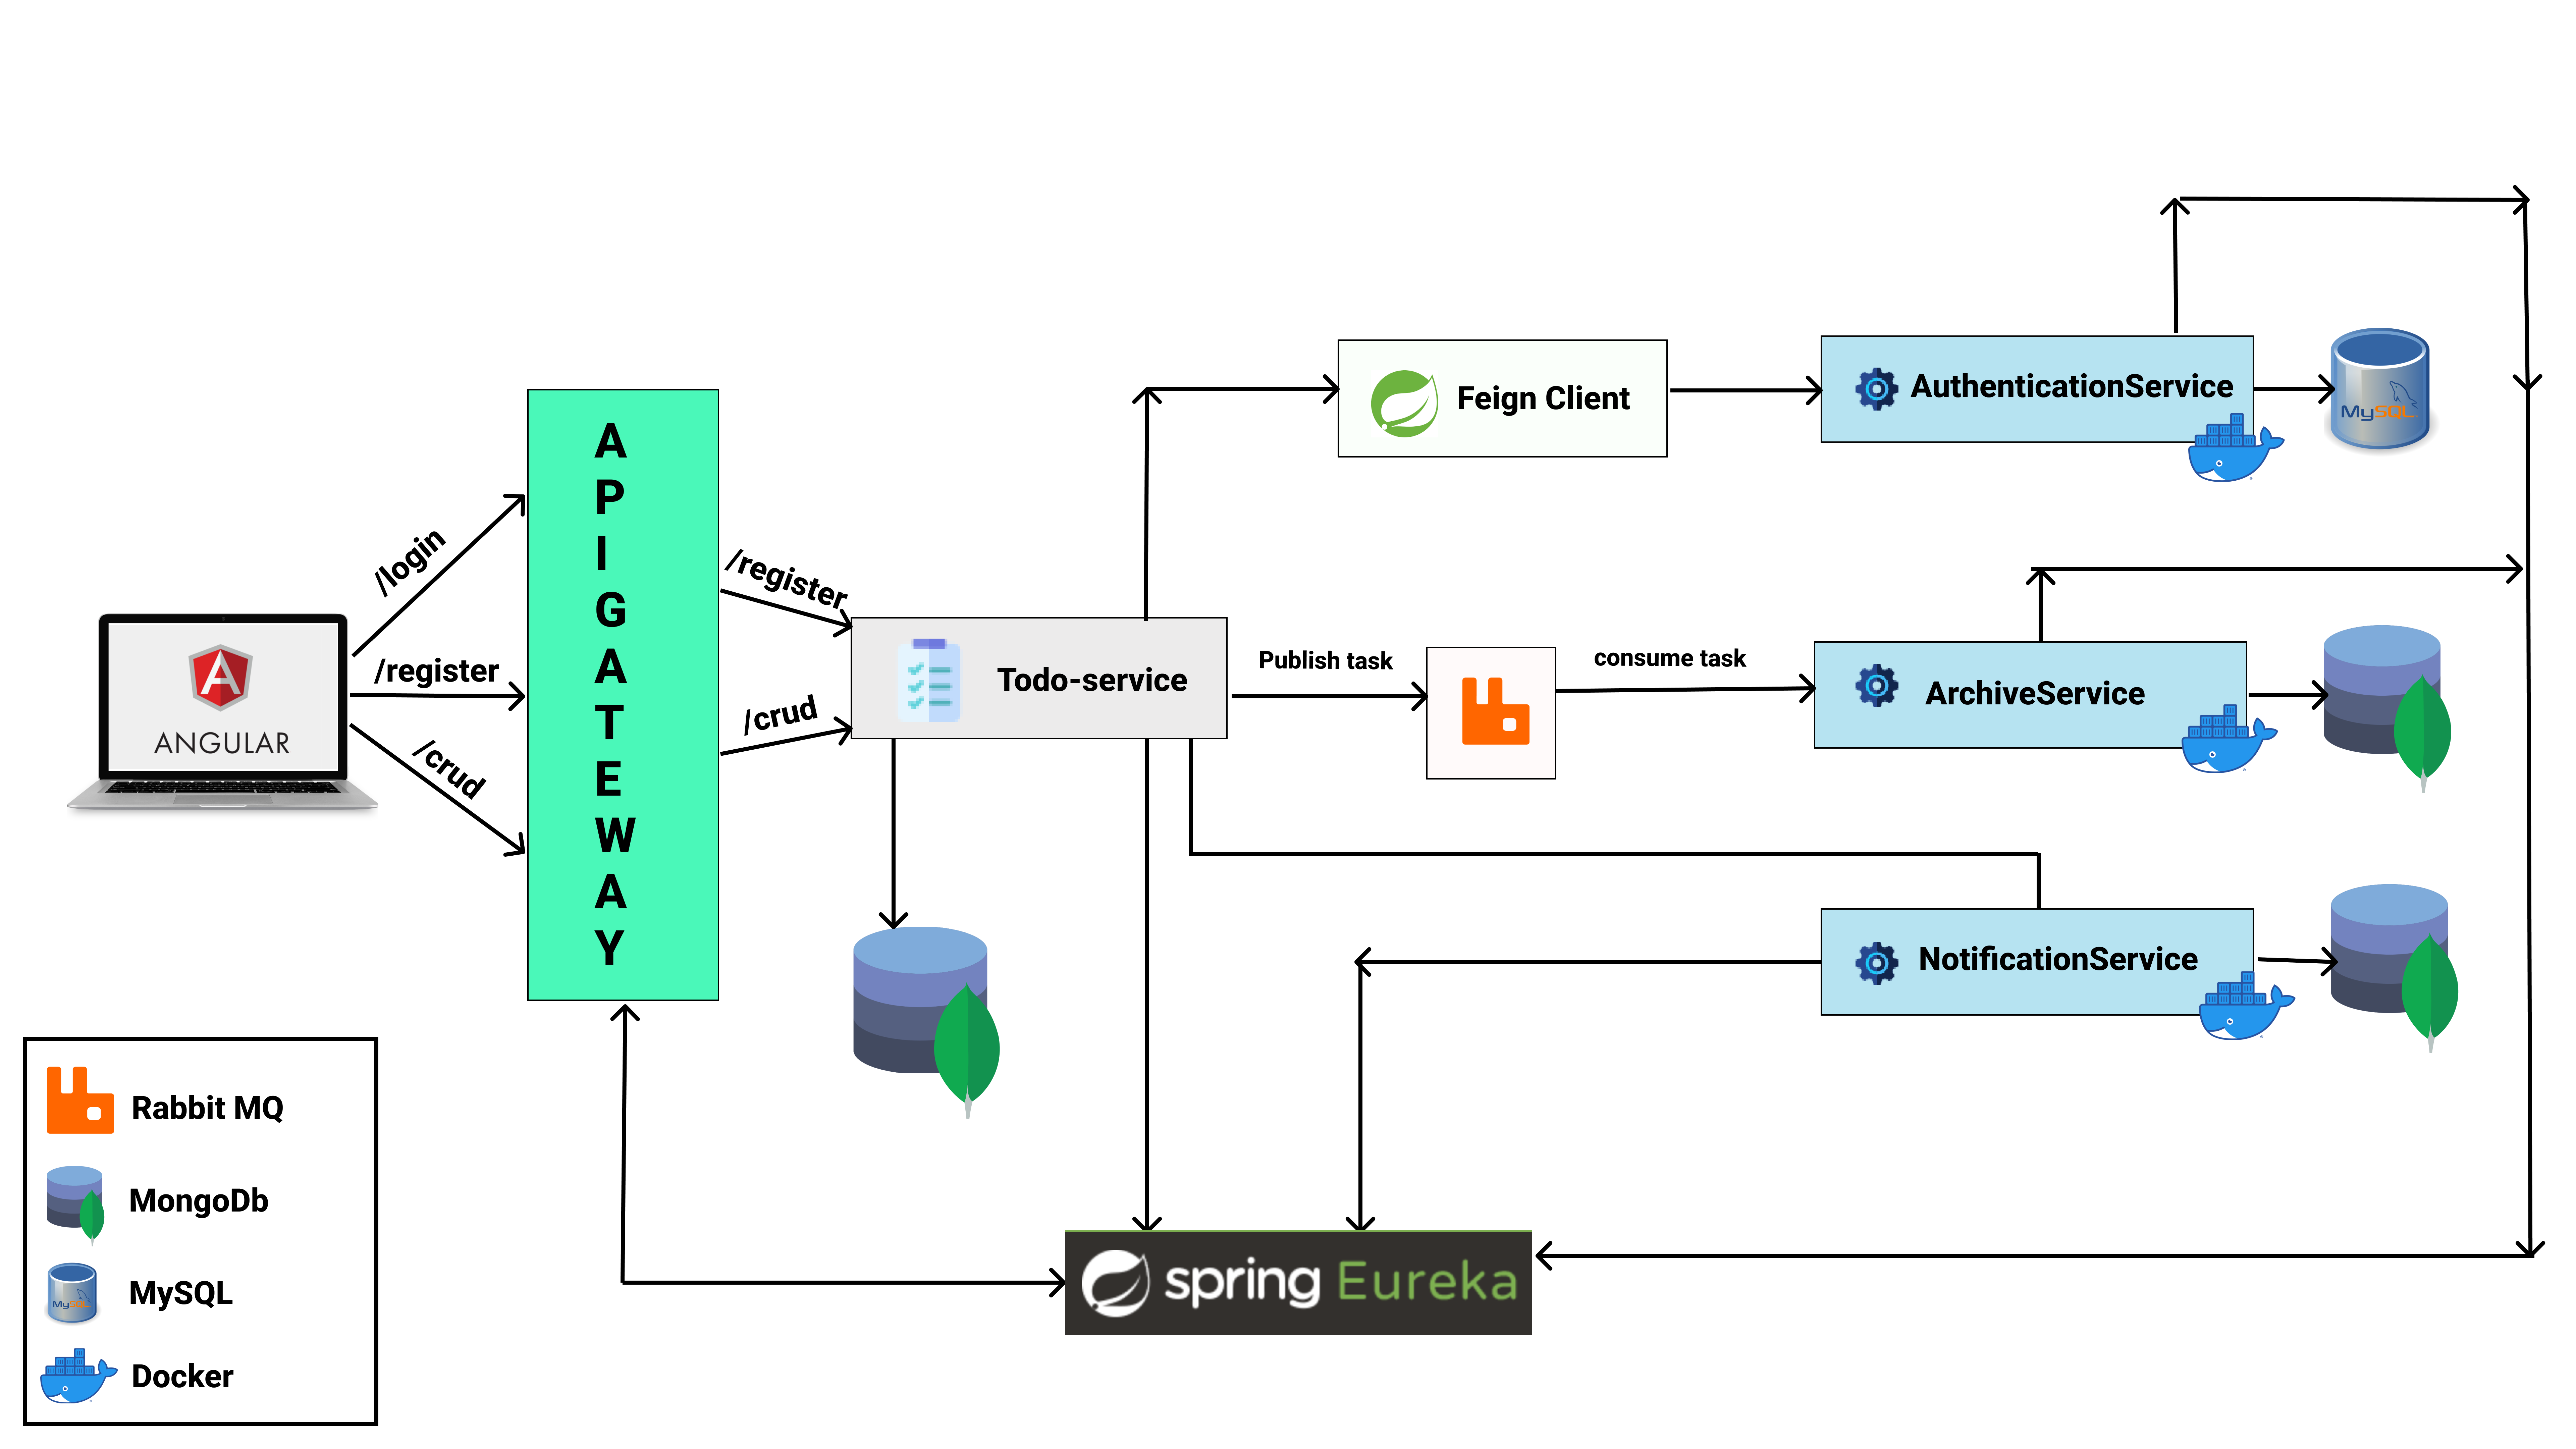 /login
/register
/crud
ANGULAR
A
P
I
G
A
T
E
W
A
Y
/register
/crud
Todo-service
Feign Client
AuthenticationService
MySQL
Publish task
consume task
ArchiveService
NotificationService
spring Eureka
Rabbit MQ
MongoDb
MySQL
MySQL
Docker